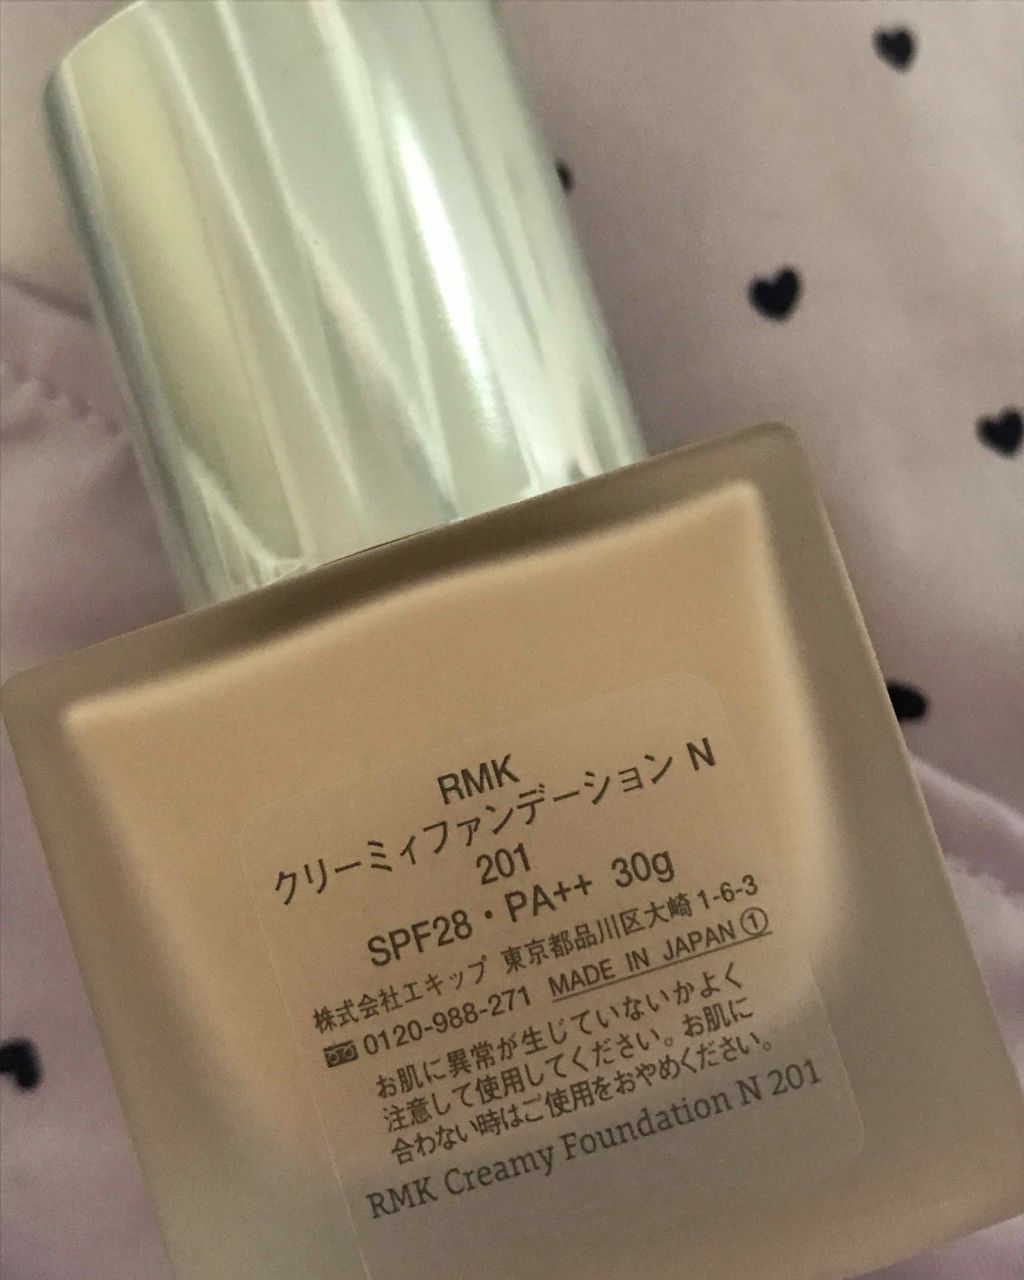 RMK
クリーミィファンデーション N
201
SPF28・PA++ 30g
株式会社エキップ 東京都品川区大崎1-6-3
0120-988-271 MADE IN JAPAN①
お肌に異常が生じていないかよく
注意して使用してください。お肌に
合わない時はご使用をおやめください。
RMK Creamy Foundation N 201